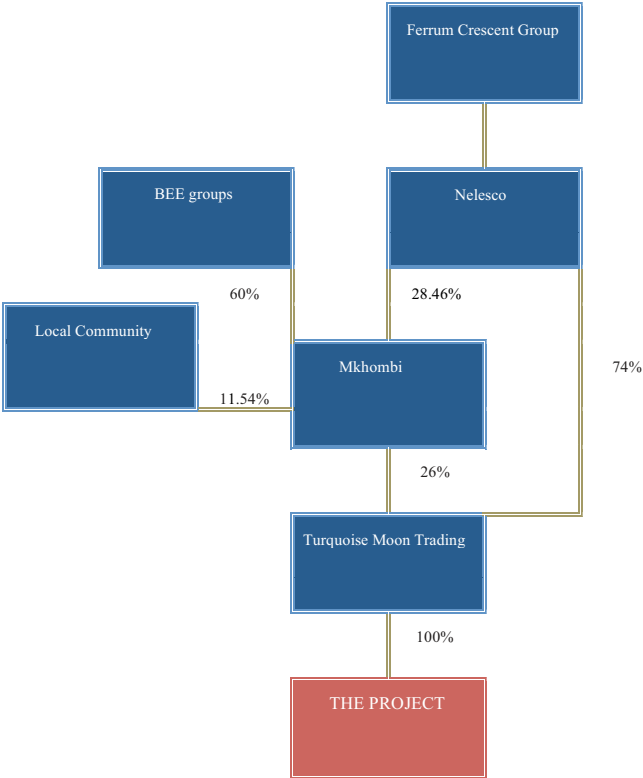 Ferrum Crescent Group
BEE groups
Nelesco
60%
28.46%
Local Community
Mkhombi
74%
11.54%
26%
Turquoise Moon Trading
100%
THE PROJECT